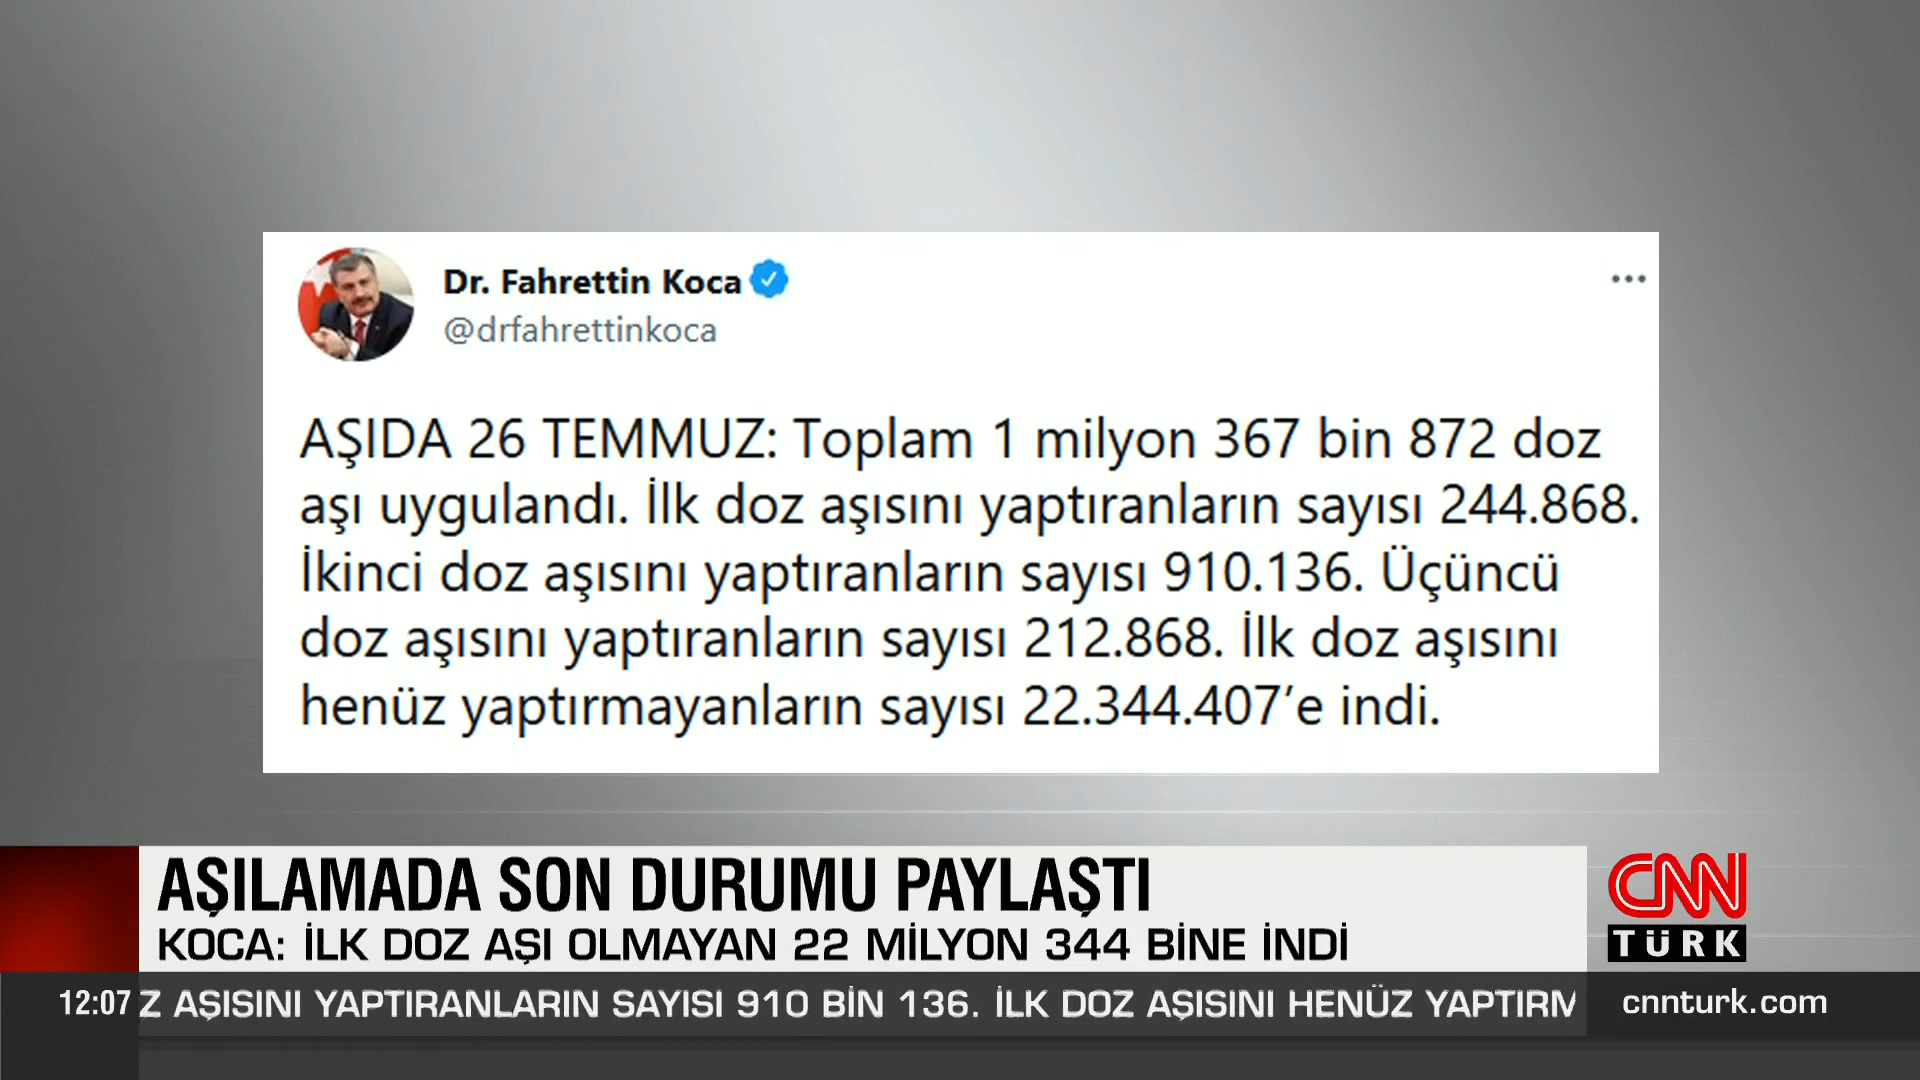 Dr. Fahrettin Koca
@drfahrettinkoca
AŞIDA 26 TEMMUZ: Toplam 1 milyon 367 bin 872 doz
aşı uygulandı. İlk doz aşısını yaptıranların sayısı 244.868.
İkinci doz aşısını yaptıranların sayısı 910.136. Üçüncü
doz aşısını yaptıranların sayısı 212.868. İlk doz aşısını
henüz yaptırmayanların sayısı 22.344.407’e indi.
AŞILAMADA SON DURUMU PAYLAŞTI
KOCA: İLK DOZ AŞI OLMAYAN 22 MİLYON 344 BİNE İNDİ
CNN
TÜRK
12:07 Z AŞISINI YAPTIRANLARIN SAYISI 910 BİN 136. İLK DOZ AŞISINI HENÜZ YAPTIRM
cnnturk.com